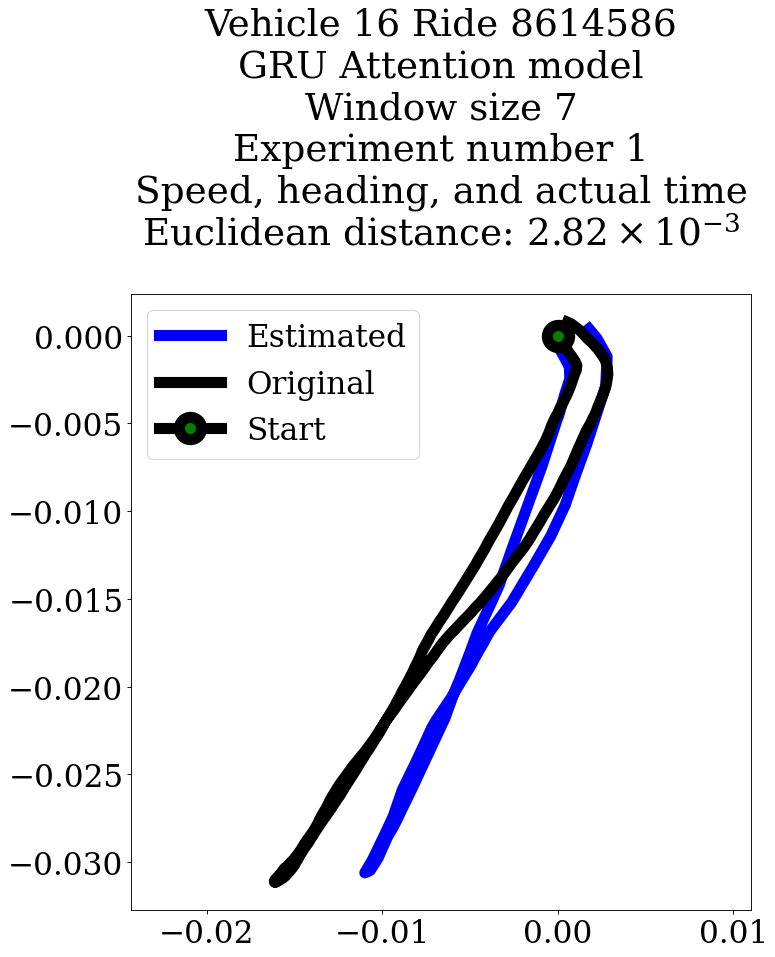 Vehicle 16 Ride 8614586
GRU Attention model
Window size 7
Experiment number 1
Speed, heading, and actual time
Euclidean distance: 2.82 × 10⁻³
Estimated
Original
Start
0.000
−0.005
−0.010
−0.015
−0.020
−0.025
−0.030
−0.02
−0.01
0.00
0.01